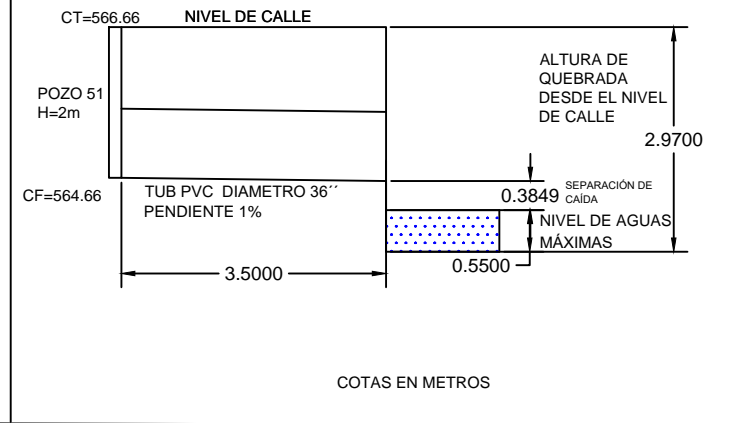 CT=566.66
NIVEL DE CALLE
POZO 51
H=2m
ALTURA DE
QUEBRADA
DESDE EL NIVEL
DE CALLE
2.9700
CF=564.66
TUB PVC DIAMETRO 36´´
PENDIENTE 1%
0.3849
SEPARACIÓN DE
CAÍDA
NIVEL DE AGUAS
MÁXIMAS
0.5500
3.5000
COTAS EN METROS